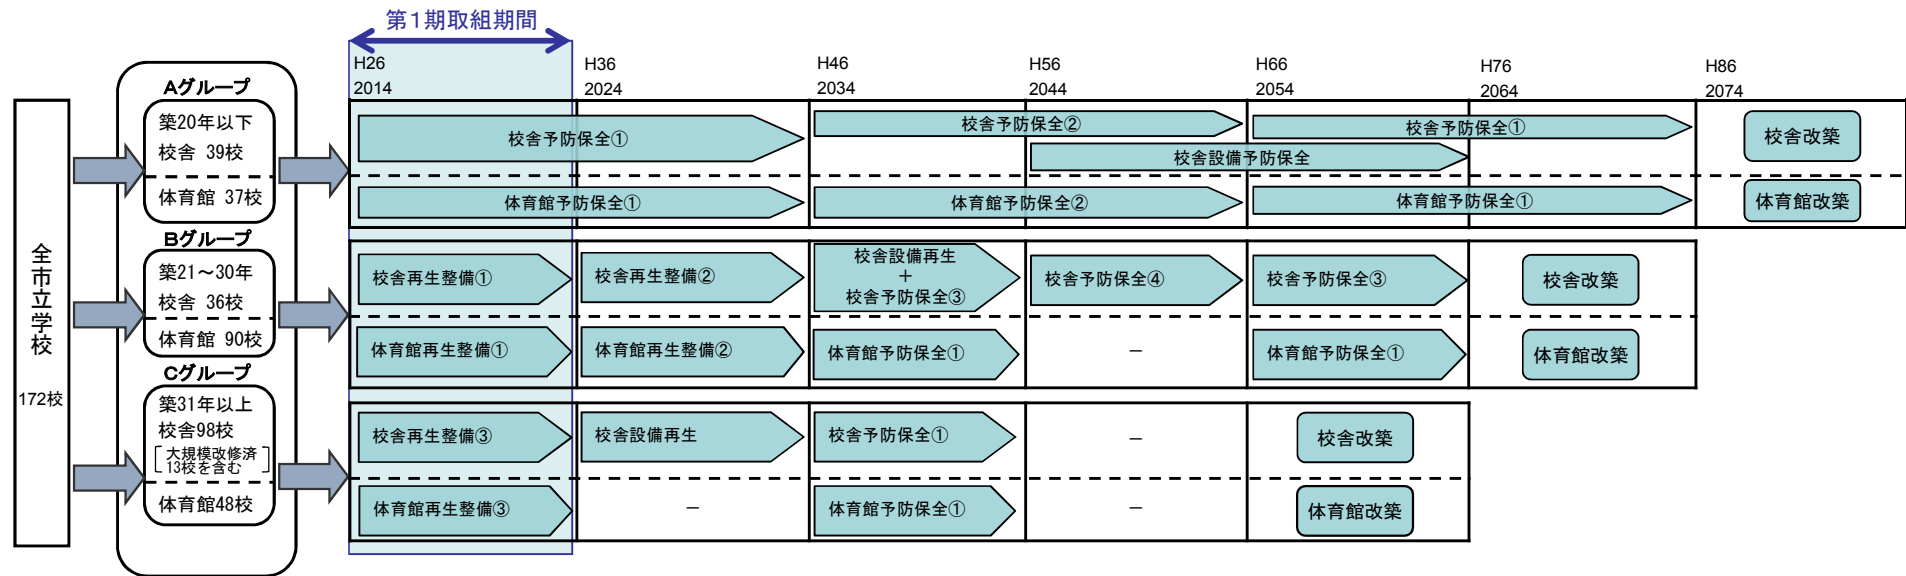 第1期取組期間
H26
2014
H36
2024
H46
2034
H56
2044
H66
2054
H76
2064
H86
2074
全市立学校
172校
Aグループ
築20年以下
校舎 39校
体育館 37校
校舎予防保全①
校舎予防保全②
校舎予防保全①
校舎設備予防保全
校舎改築
体育館予防保全①
体育館予防保全②
体育館予防保全①
体育館改築
Bグループ
築21～30年
校舎 36校
体育館 90校
校舎再生整備①
校舎再生整備②
校舎設備再生
＋
校舎予防保全③
校舎予防保全④
校舎予防保全③
校舎改築
体育館再生整備①
体育館再生整備②
体育館予防保全①
－
体育館予防保全①
体育館改築
Cグループ
築31年以上
校舎98校
[大規模改修済
13校を含む]
体育館48校
校舎再生整備③
校舎設備再生
校舎予防保全①
－
校舎改築
体育館再生整備③
－
体育館予防保全①
－
体育館改築